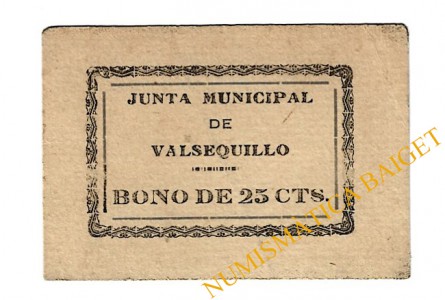 JUNTA MUNICIPAL
DE
VALSEQUILLO
BONO DE 25 CTS.
NUMISMATICA BAIGET